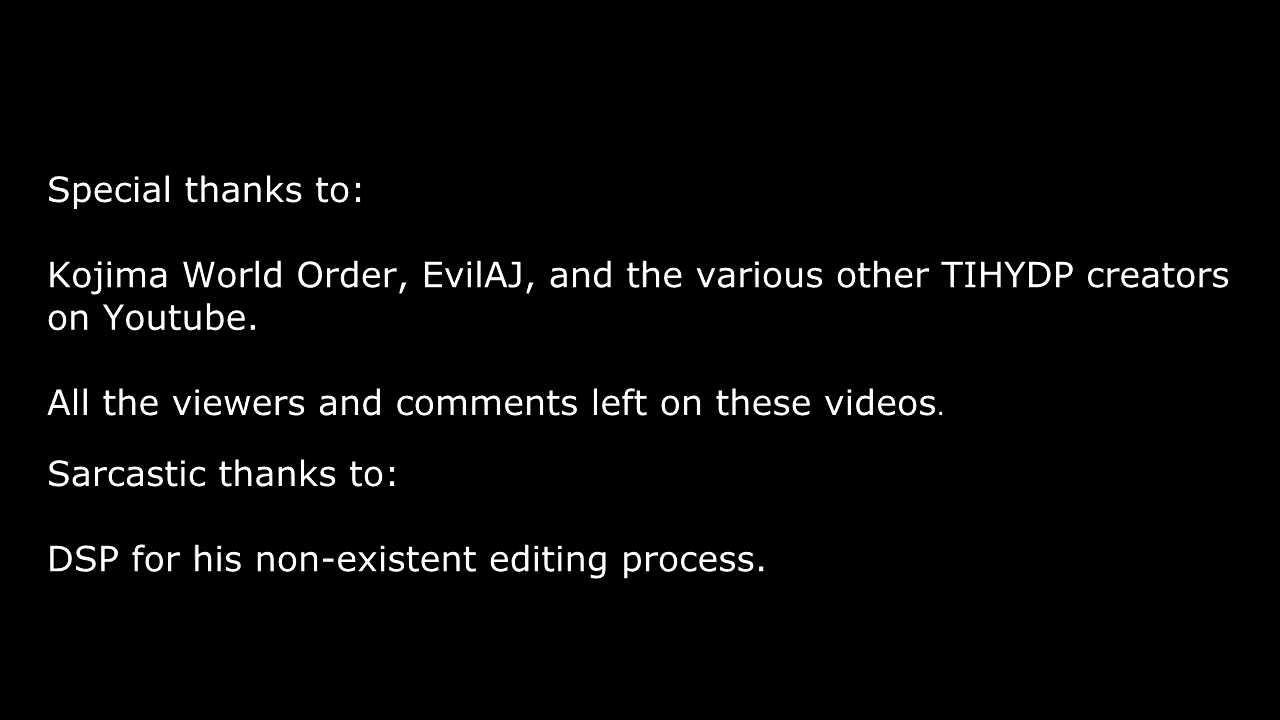 Special thanks to:
Kojima World Order, EvilAJ, and the various other TIHYDP creators
on Youtube.
All the viewers and comments left on these videos.
Sarcastic thanks to:
DSP for his non-existent editing process.